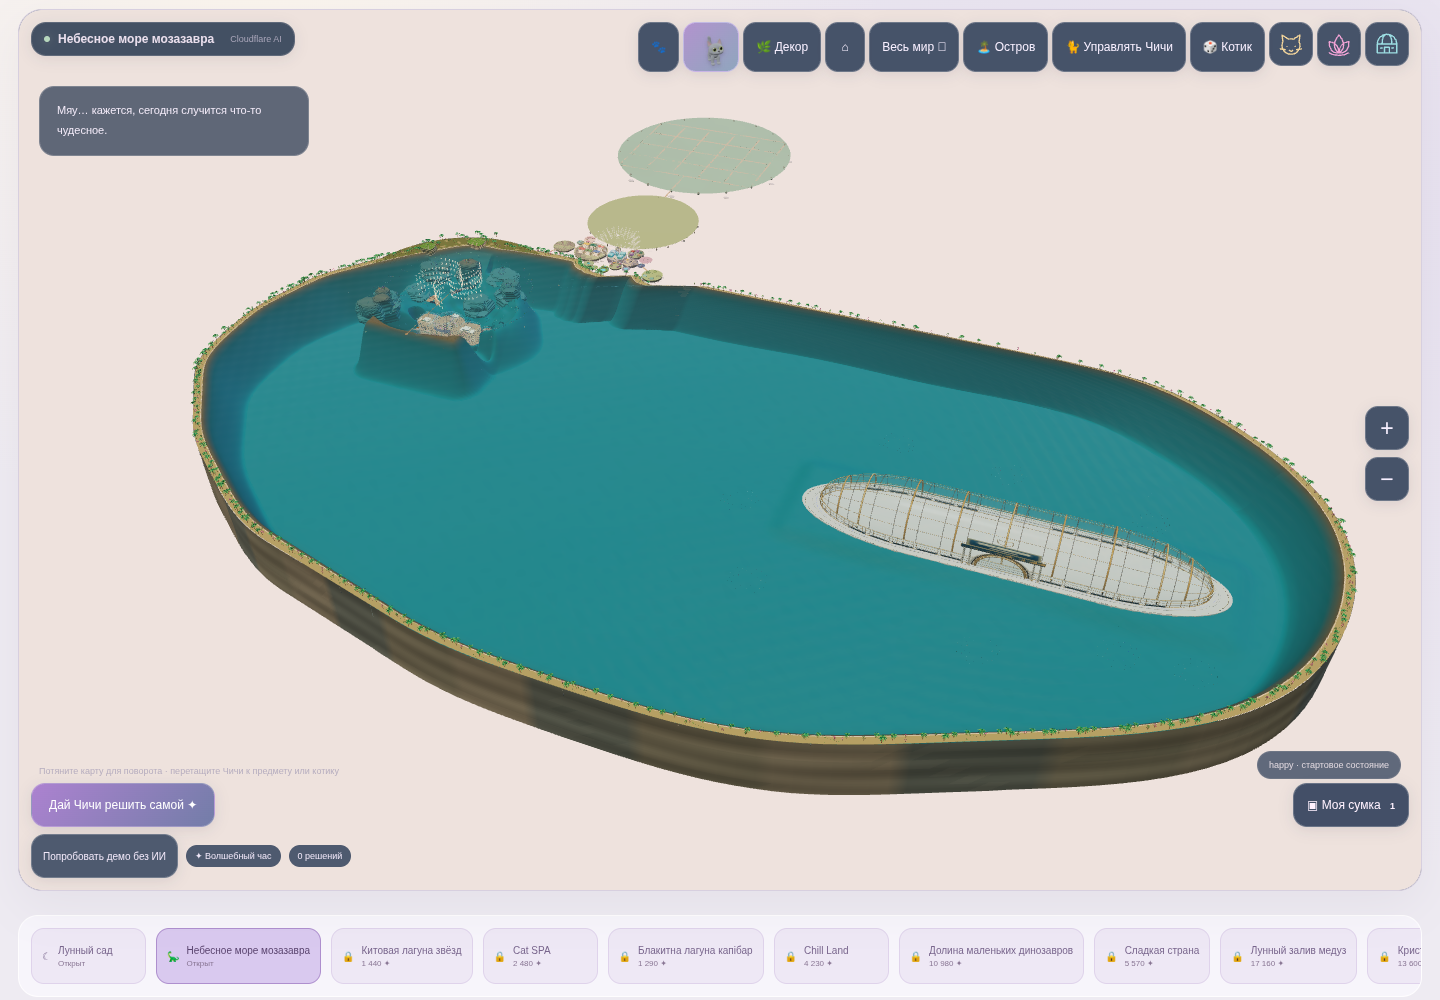 Небесное море мозазавра Cloudflare AI
Декор
Весь мир
Остров
Управлять Чичи
Котик
Мяу… кажется, сегодня случится что-то
чудесное.
+
−
Потяните карту для поворота · перетащите Чичи к предмету или котику
happy · стартовое состояние
Дай Чичи решить самой ✦
Моя сумка 1
Попробовать демо без ИИ
✦ Волшебный час
0 решений
Лунный сад
Открыт
Небесное море мозазавра
Открыт
Китовая лагуна звёзд
1 440 ✦
Cat SPA
2 480 ✦
Блакитна лагуна капібар
1 290 ✦
Chill Land
4 230 ✦
Долина маленьких динозавров
10 980 ✦
Сладкая страна
5 570 ✦
Лунный залив медуз
17 160 ✦